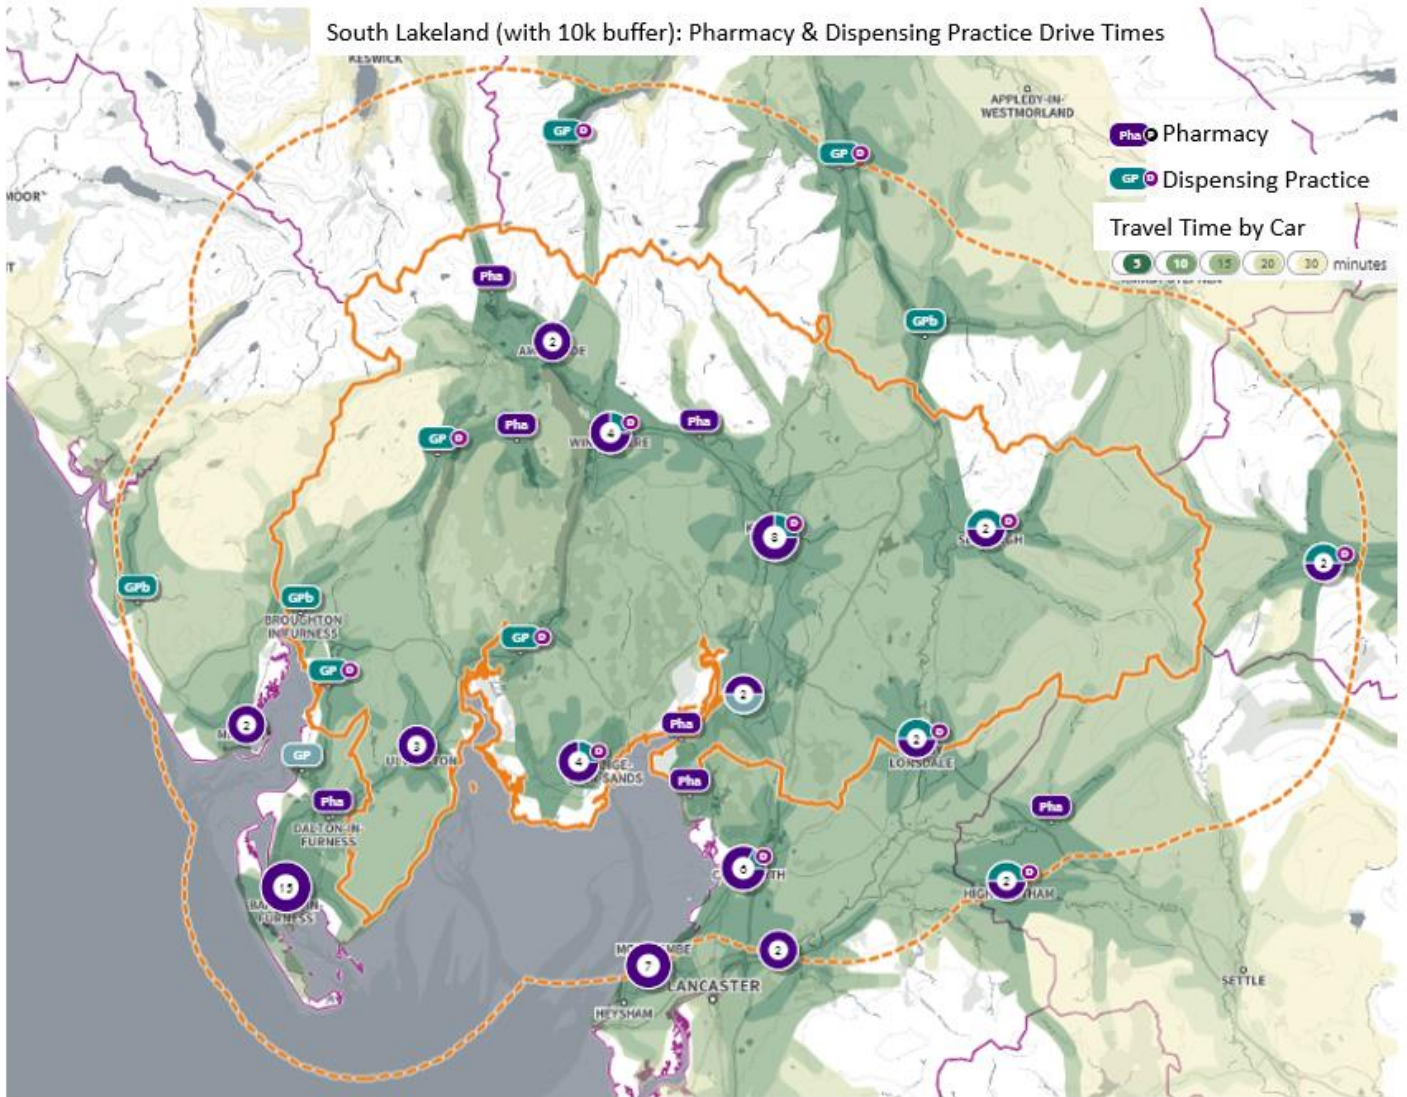 South Lakeland (with 10k buffer): Pharmacy & Dispensing Practice Drive Times
KESWICK
APPLEBY-IN-
WESTMORLAND
GP D
Pha P Pharmacy
GP D
GP D Dispensing Practice
Travel Time by Car
5 10 15 20 30 minutes
Pha
GPb
2
Pha
Pha
4 D
GP D
8 D
2 D
2 D
GPb
GPb
BROUGHTON
IN FURNESS
GP D
GP D
2
2
Pha
3
2 D
LONSDALE
GP
4 D
SANDS
Pha
Pha
Pha
DALTON-IN-
FURNESS
6 D
2 D
15
FURNESS
2
7
LANCASTER
SETTLE
HEYSHAM